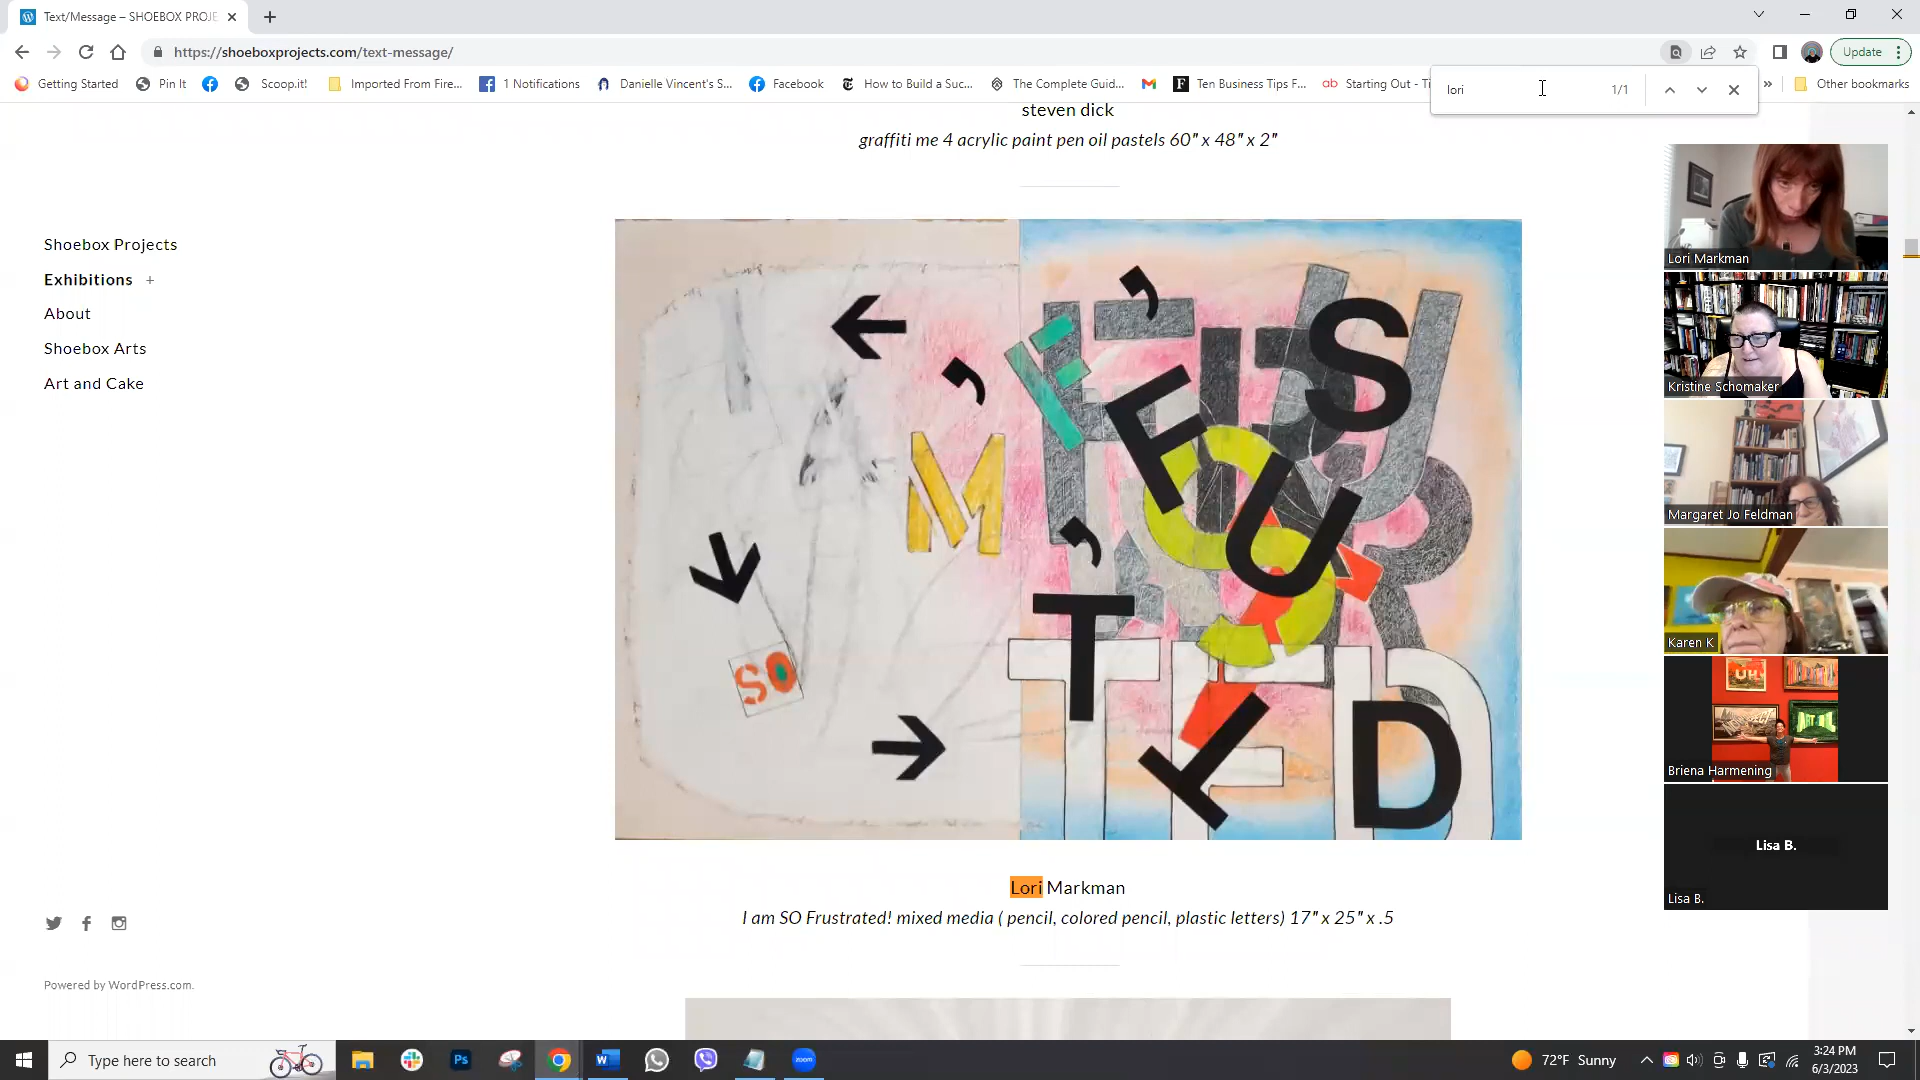 Text/Message – SHOEBOX PROJE
https://shoeboxprojects.com/text-message/
Update
Getting Started
Pin It
Scoop.it!
Imported From Fire...
1 Notifications
Danielle Vincent's S...
Facebook
How to Build a Suc...
The Complete Guid...
Ten Business Tips F...
ab Starting Out - Ti
Other bookmarks
lori
1/1
steven dick
graffiti me 4 acrylic paint pen oil pastels 60" x 48" x 2"
Shoebox Projects
Exhibitions +
About
Shoebox Arts
Art and Cake
M
SO
F
U
S
T
T
D
Lori Markman
I am SO Frustrated! mixed media ( pencil, colored pencil, plastic letters) 17" x 25" x .5
Powered by WordPress.com.
Lori Markman
Kristine Schomaker
Margaret Jo Feldman
Karen K
UH
Briena Harmening
Lisa B.
Lisa B.
Type here to search
Ps
W
zoom
72°F Sunny
3:24 PM
6/3/2023